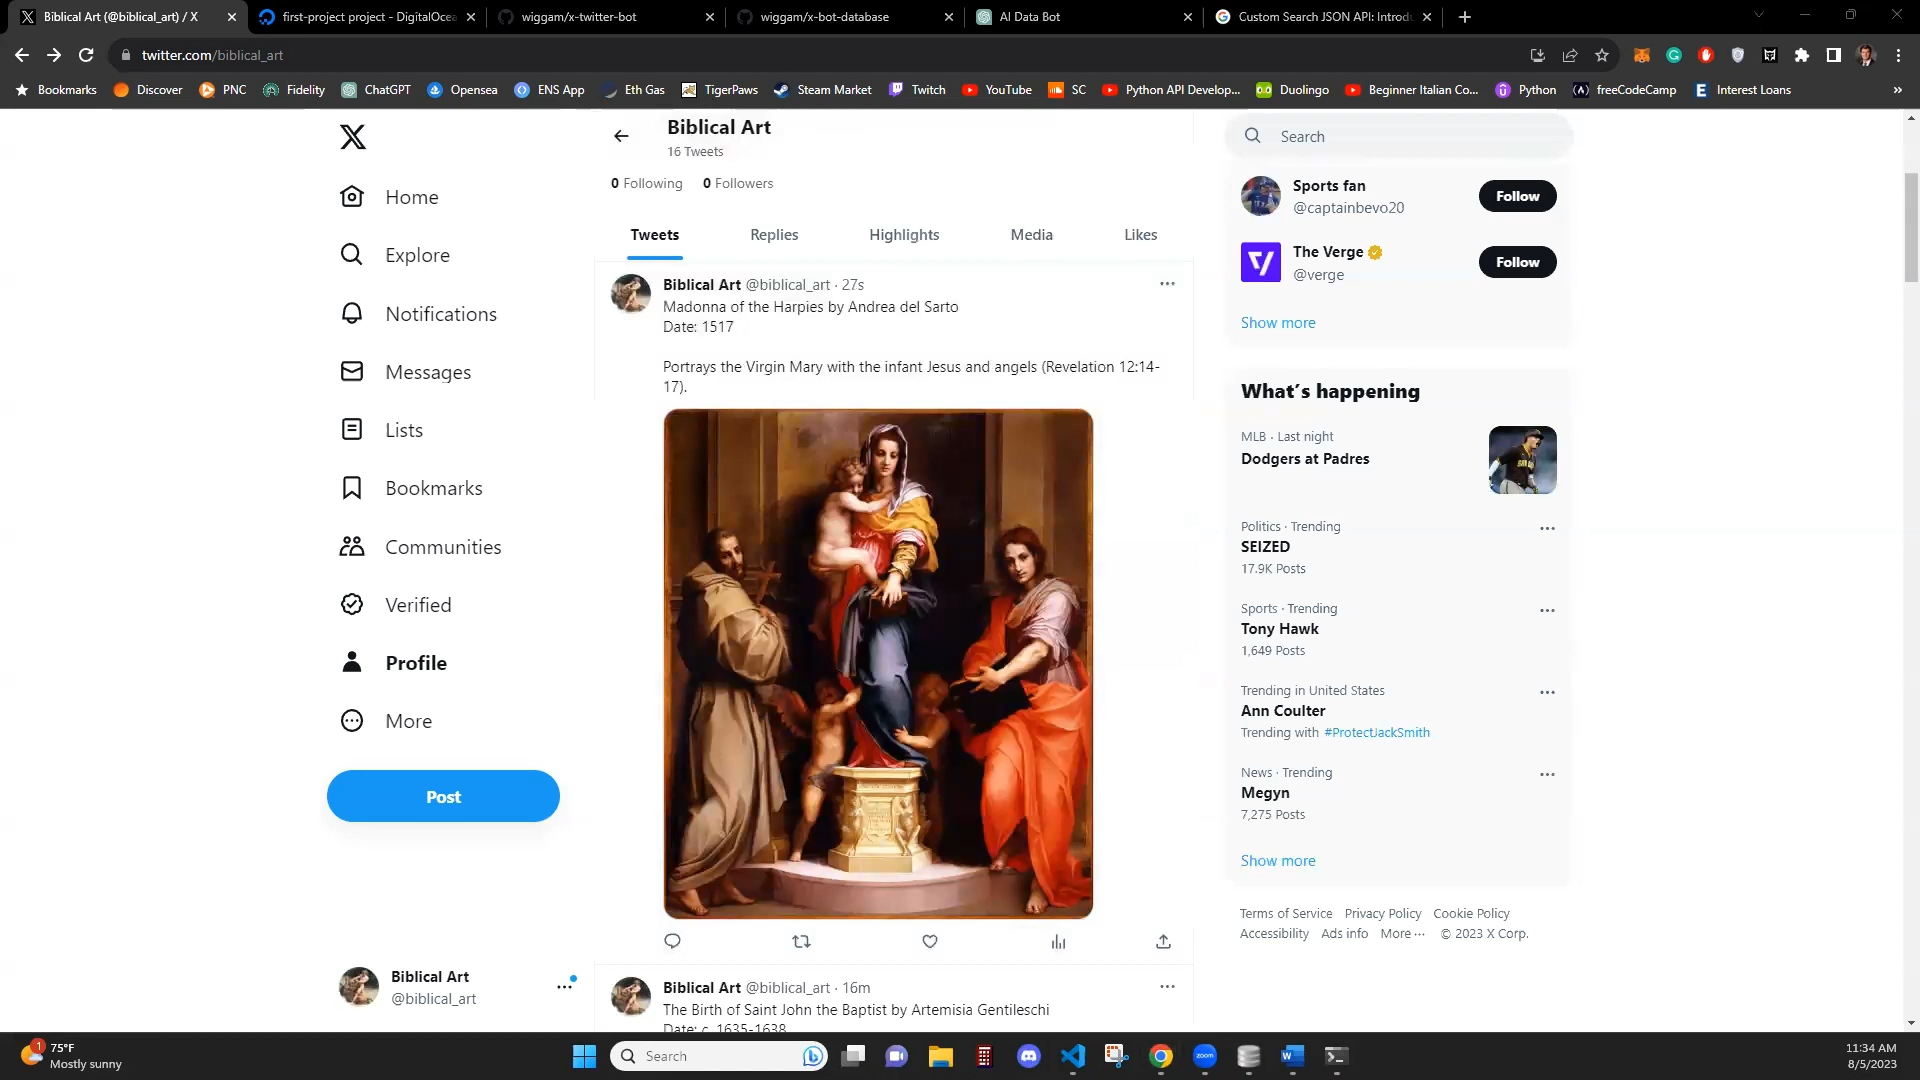 Biblical Art (@biblical_art) / X
first-project project - DigitalOcea
wiggam/x-twitter-bot
wiggam/x-bot-database
AI Data Bot
Custom Search JSON API: Introdu
twitter.com/biblical_art
Bookmarks
Discover
PNC
Fidelity
ChatGPT
Opensea
ENS App
Eth Gas
TigerPaws
Steam Market
Twitch
YouTube
SC
Python API Develop...
Duolingo
Beginner Italian Co...
Python
freeCodeCamp
Interest Loans
Home
Explore
Notifications
Messages
Lists
Bookmarks
Communities
Verified
Profile
More
Post
Biblical Art
@biblical_art
Biblical Art
16 Tweets
0 Following 0 Followers
Tweets Replies Highlights Media Likes
Biblical Art @biblical_art · 27s
Madonna of the Harpies by Andrea del Sarto
Date: 1517
Portrays the Virgin Mary with the infant Jesus and angels (Revelation 12:14-
17).
Biblical Art @biblical_art · 16m
The Birth of Saint John the Baptist by Artemisia Gentileschi
Date: c. 1635-1638
Search
Sports fan
@captainbevo20
Follow
The Verge
@verge
Follow
Show more
What's happening
MLB · Last night
Dodgers at Padres
Politics · Trending
SEIZED
17.9K Posts
Sports · Trending
Tony Hawk
1,649 Posts
Trending in United States
Ann Coulter
Trending with #ProtectJackSmith
News · Trending
Megyn
7,275 Posts
Show more
Terms of Service Privacy Policy Cookie Policy
Accessibility Ads info More ··· © 2023 X Corp.
1
75°F
Mostly sunny
Search
zoom
11:34 AM
8/5/2023